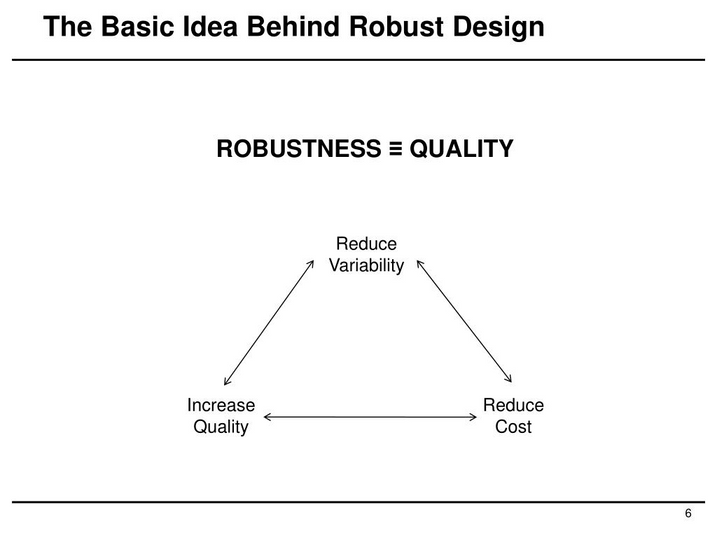 The Basic Idea Behind Robust Design
ROBUSTNESS ≡ QUALITY
Reduce
Variability
Increase
Quality
Reduce
Cost
6